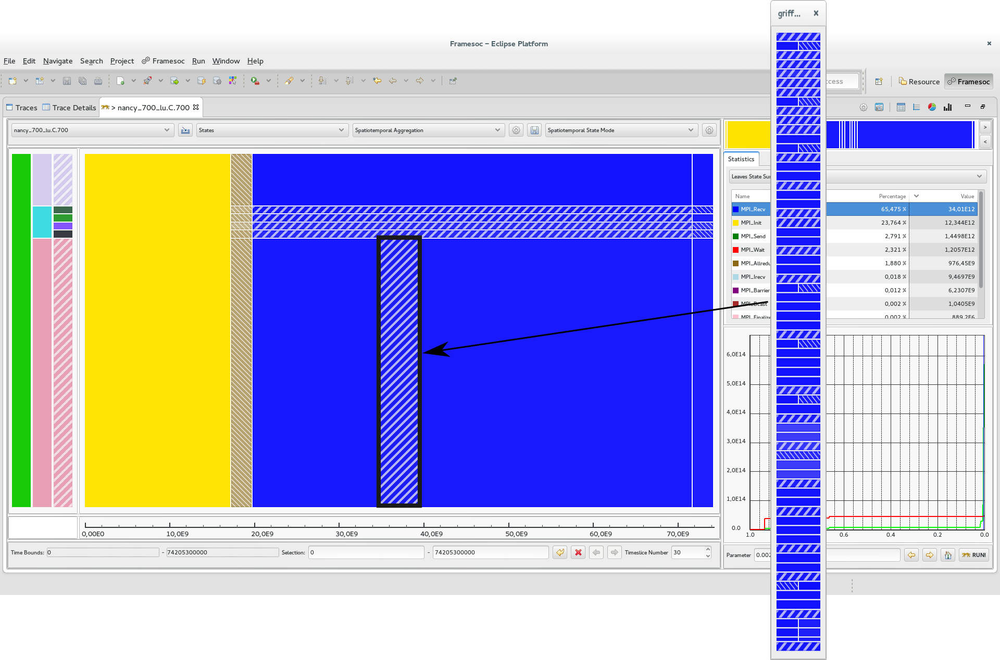 griff...
Framesoc – Eclipse Platform
File Edit Navigate Search Project Framesoc Run Window Help
Resource Framesoc
Traces Trace Details > nancy_700_lu.C.700
nancy_700_lu.C.700 States Spatiotemporal Aggregation Spatiotemporal State Mode
>
<
Statistics
Leaves State Su
Name Percentage Value
MPI_Recv 65,475 % 34,01E12
MPI_Init 23,764 % 12,344E12
MPI_Send 2,791 % 1,4498E12
MPI_Wait 2,321 % 1,2057E12
MPI_Allredu 1,880 % 976,45E9
MPI_Irecv 0,018 % 9,4697E9
MPI_Barrier 0,012 % 6,2307E9
MPI_Bcast 0,002 % 1,0405E9
MPI_Finalize 0,002 % 889,2E6
6,0E14
5,0E14
4,0E14
3,0E14
2,0E14
1,0E14
0.0
1.0 0.6 0.4 0.2 0.0
0,00E0 10,0E9 20,0E9 30,0E9 40,0E9 50,0E9 60,0E9 70,0E9
Time Bounds: 0 - 74205300000 Selection: 0 - 74205300000 Timeslice Number 30
Parameter 0.002 RUN!